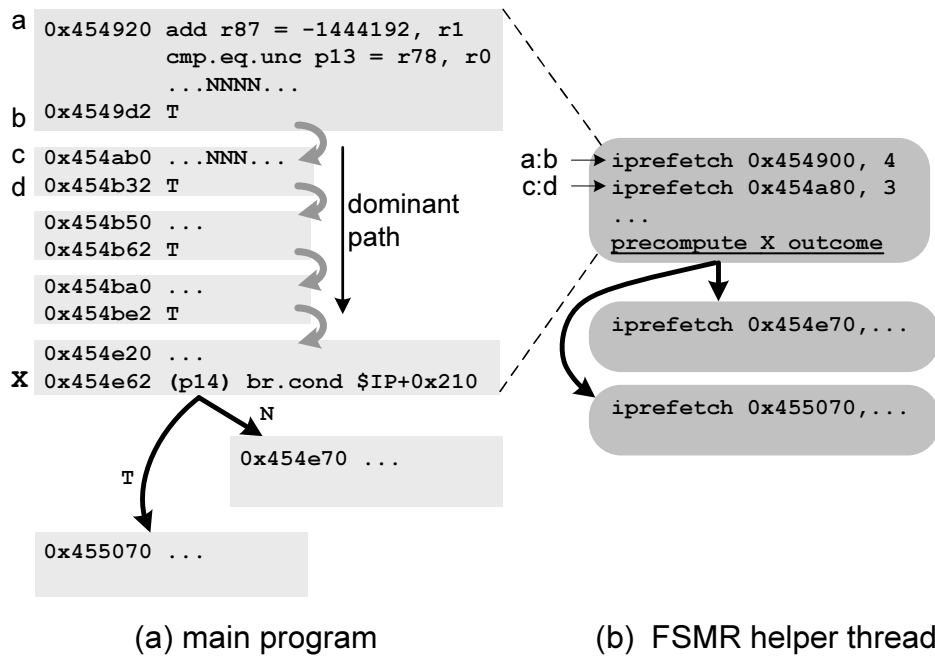 a
0x454920 add r87 = -1444192, r1
cmp.eq.unc p13 = r78, r0
...NNNN...
b
0x4549d2 T
c
0x454ab0 ...NNN...
d
0x454b32 T
0x454b50 ...
0x454b62 T
0x454ba0 ...
0x454be2 T
dominant
path
0x454e20 ...
X
0x454e62 (p14) br.cond $IP+0x210
N
T
0x454e70 ...
0x455070 ...
(a) main program
a:b
iprefetch 0x454900, 4
c:d
iprefetch 0x454a80, 3
...
precompute X outcome
iprefetch 0x454e70,...
iprefetch 0x455070,...
(b) FSMR helper thread